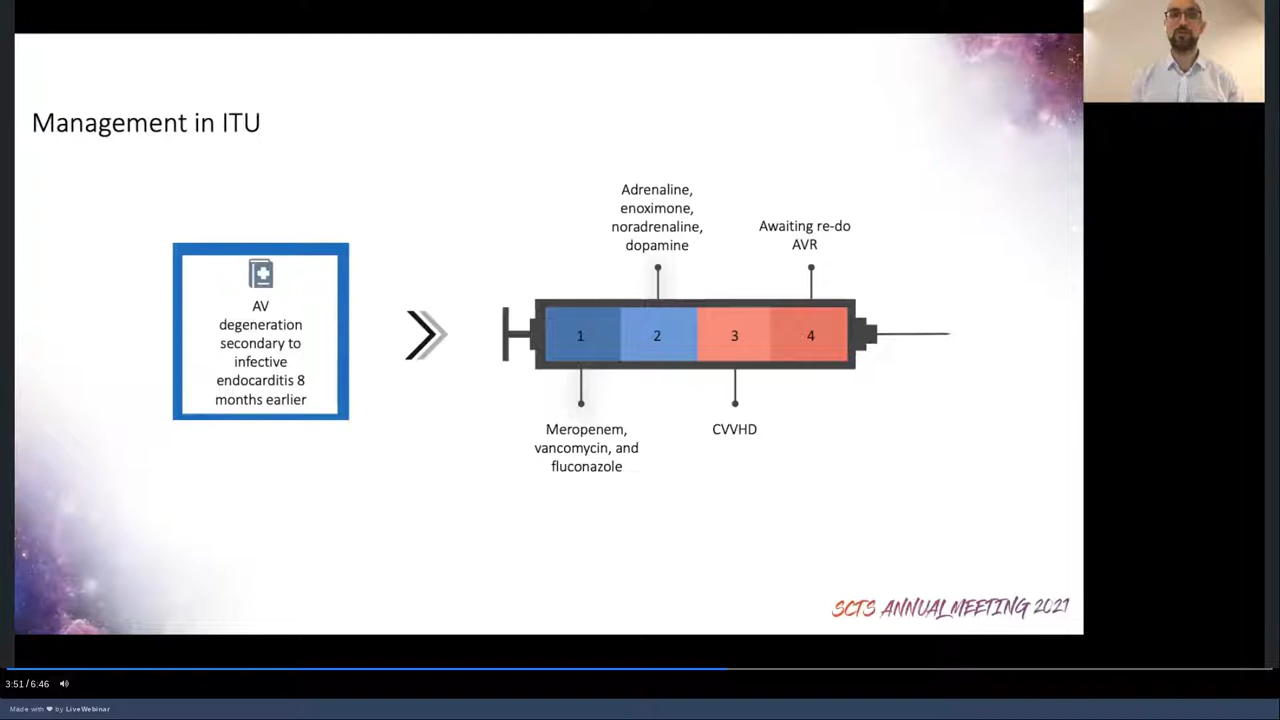 Management in ITU
AV
degeneration
secondary to
infective
endocarditis 8
months earlier
Adrenaline,
enoximone,
noradrenaline,
dopamine
Awaiting re-do
AVR
1
2
3
4
Meropenem,
vancomycin, and
fluconazole
CVVHD
SCTS ANNUAL MEETING 2021
3:51 / 6:46
Made with ❤ by LiveWebinar